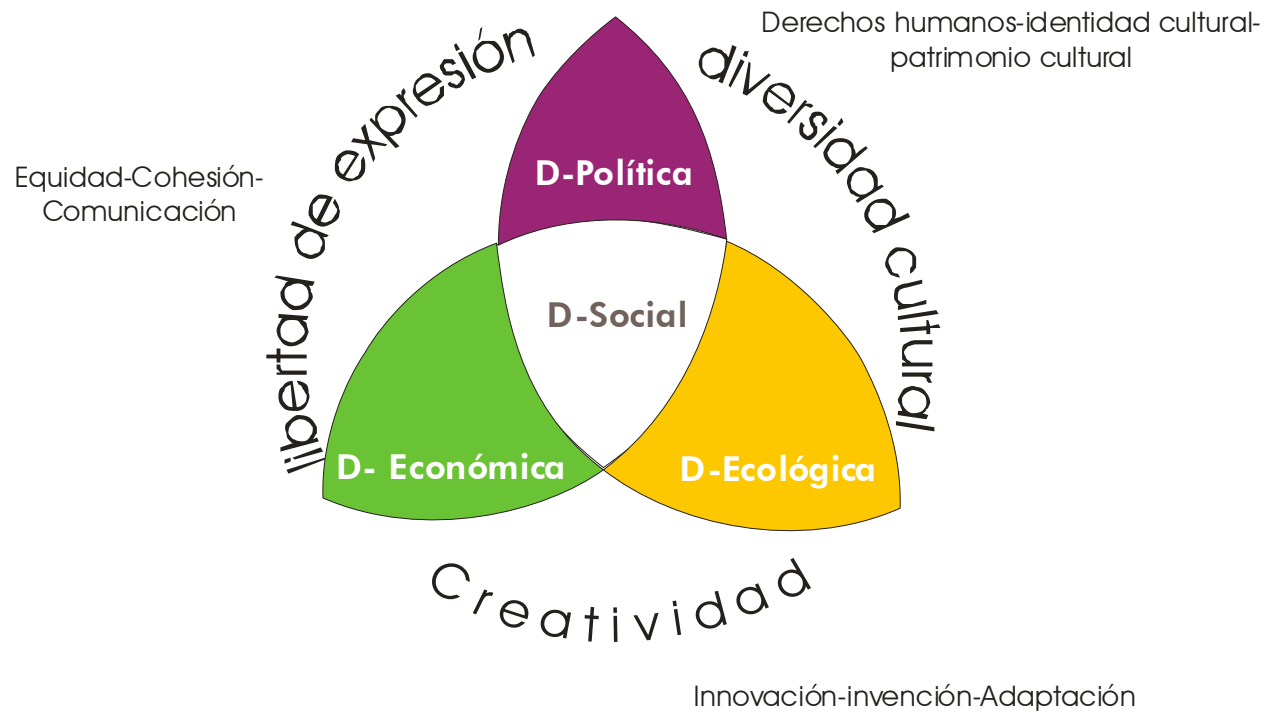 Derechos humanos-identidad cultural-
patrimonio cultural
libertad de expresión
diversidad cultural
Equidad-Cohesión-
Comunicación
D-Política
D-Social
D- Económica
D-Ecológica
Creatividad
Innovación-invención-Adaptación